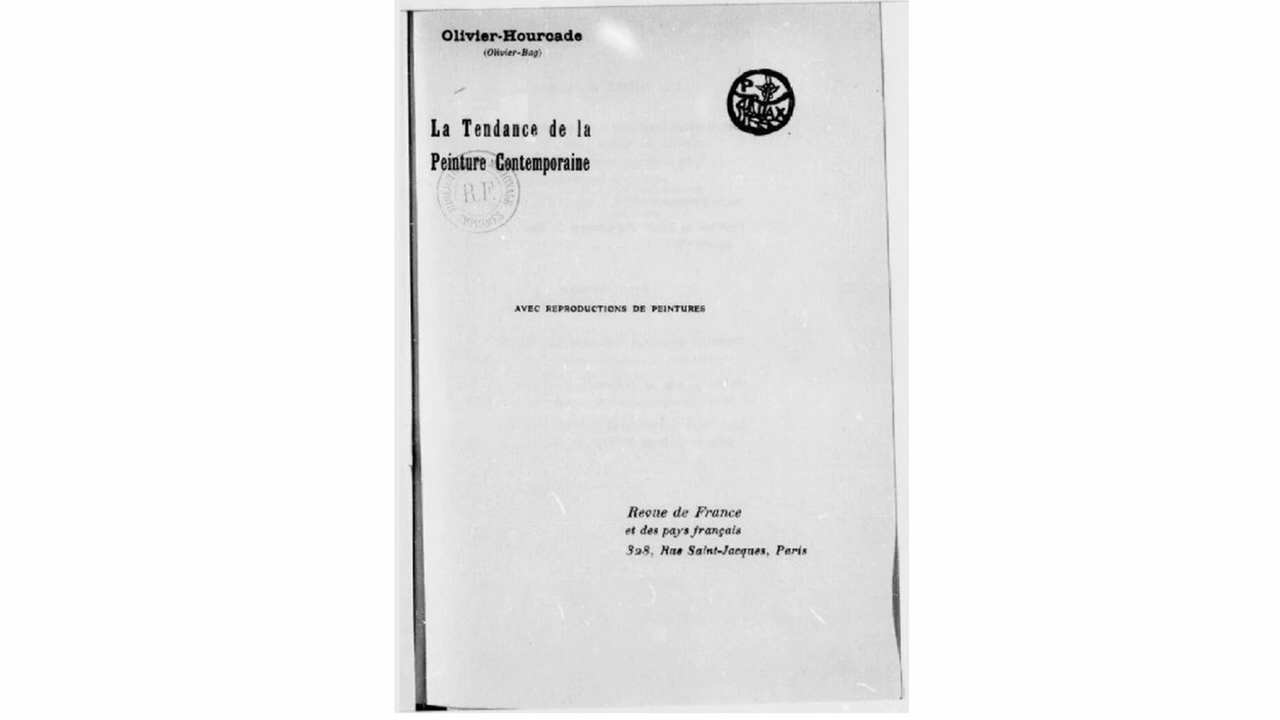 Olivier-Hourcade
(Olivier-Bag)
La Tendance de la
Peinture Contemporaine
R.F.
AVEC REPRODUCTIONS DE PEINTURES
Revue de France
et des pays français
328, Rue Saint-Jacques, Paris